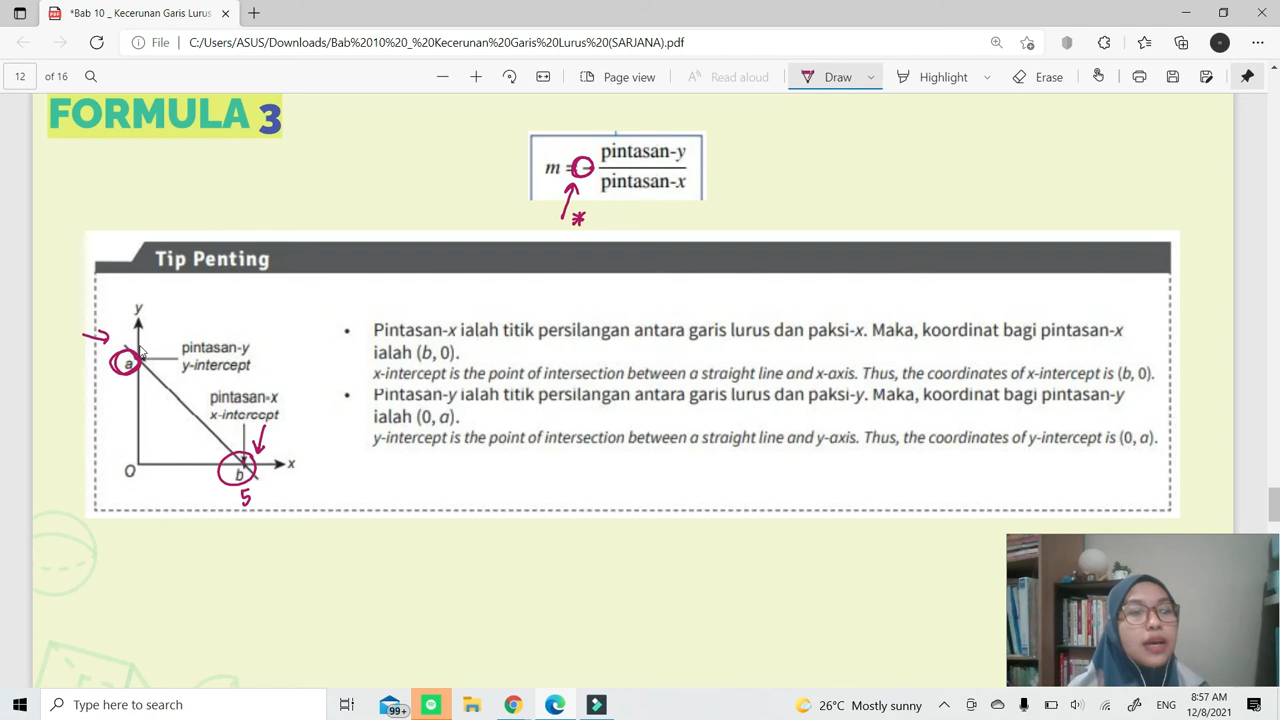 *Bab 10 _ Kecerunan Garis Lurus
File
C:/Users/ASUS/Downloads/Bab%2010%20_%20Kecerunan%20Garis%20Lurus%20(SARJANA).pdf
12 of 16
Page view
Read aloud
Draw
Highlight
Erase
FORMULA 3
m = − pintasan-y
pintasan-x
*
Tip Penting
y
a
pintasan-y
y-intercept
pintasan-x
x-intercept
O
b
x
5
• Pintasan-x ialah titik persilangan antara garis lurus dan paksi-x. Maka, koordinat bagi pintasan-x
ialah (b, 0).
x-intercept is the point of intersection between a straight line and x-axis. Thus, the coordinates of x-intercept is (b, 0).
• Pintasan-y ialah titik persilangan antara garis lurus dan paksi-y. Maka, koordinat bagi pintasan-y
ialah (0, a).
y-intercept is the point of intersection between a straight line and y-axis. Thus, the coordinates of y-intercept is (0, a).
Type here to search
99+
26°C Mostly sunny
ENG
8:57 AM
12/8/2021